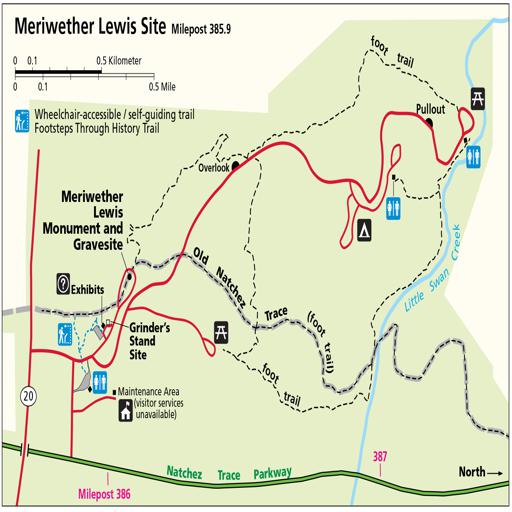 Meriwether Lewis Site Milepost 385.9
0 0.1 0.5 Kilometer
0 0.1 0.5 Mile
Wheelchair-accessible / self-guiding trail
Footsteps Through History Trail
foot trail
Pullout
Overlook
Meriwether
Lewis
Monument and
Gravesite
Old Natchez
Trace (foot trail)
Little Swan Creek
? Exhibits
Grinder's
Stand
Site
foot trail
Maintenance Area
(visitor services
unavailable)
20
Natchez Trace Parkway
387
North
Milepost 386